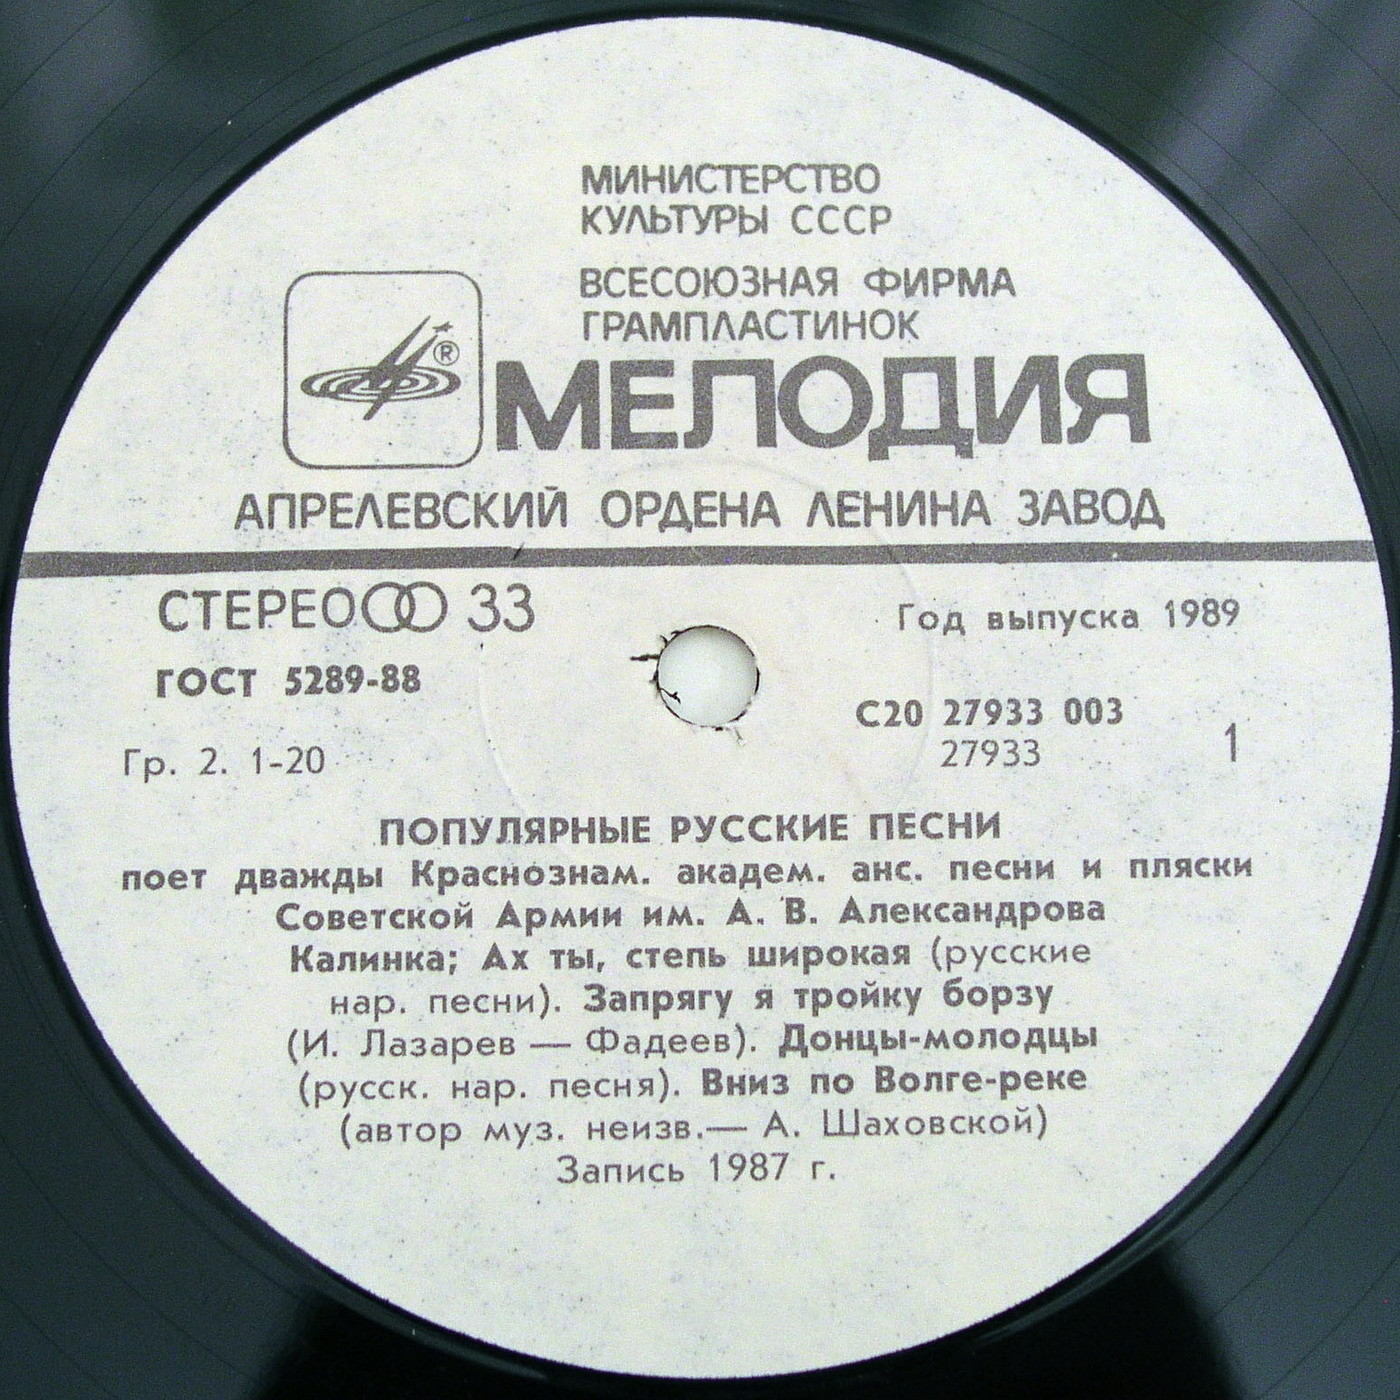 МИНИСТЕРСТВО
КУЛЬТУРЫ СССР
ВСЕСОЮЗНАЯ ФИРМА
ГРАМПЛАСТИНОК
®
МЕЛОДИЯ
АПРЕЛЕВСКИЙ ОРДЕНА ЛЕНИНА ЗАВОД
СТЕРЕО 33
Год выпуска 1989
ГОСТ 5289-88
С20 27933 003
Гр. 2. 1-20
27933
1
ПОПУЛЯРНЫЕ РУССКИЕ ПЕСНИ
поет дважды Краснознам. академ. анс. песни и пляски
Советской Армии им. А. В. Александрова
Калинка; Ах ты, степь широкая (русские
нар. песни). Запрягу я тройку борзу
(И. Лазарев — Фадеев). Донцы-молодцы
(русск. нар. песня). Вниз по Волге-реке
(автор муз. неизв.— А. Шаховской)
Запись 1987 г.